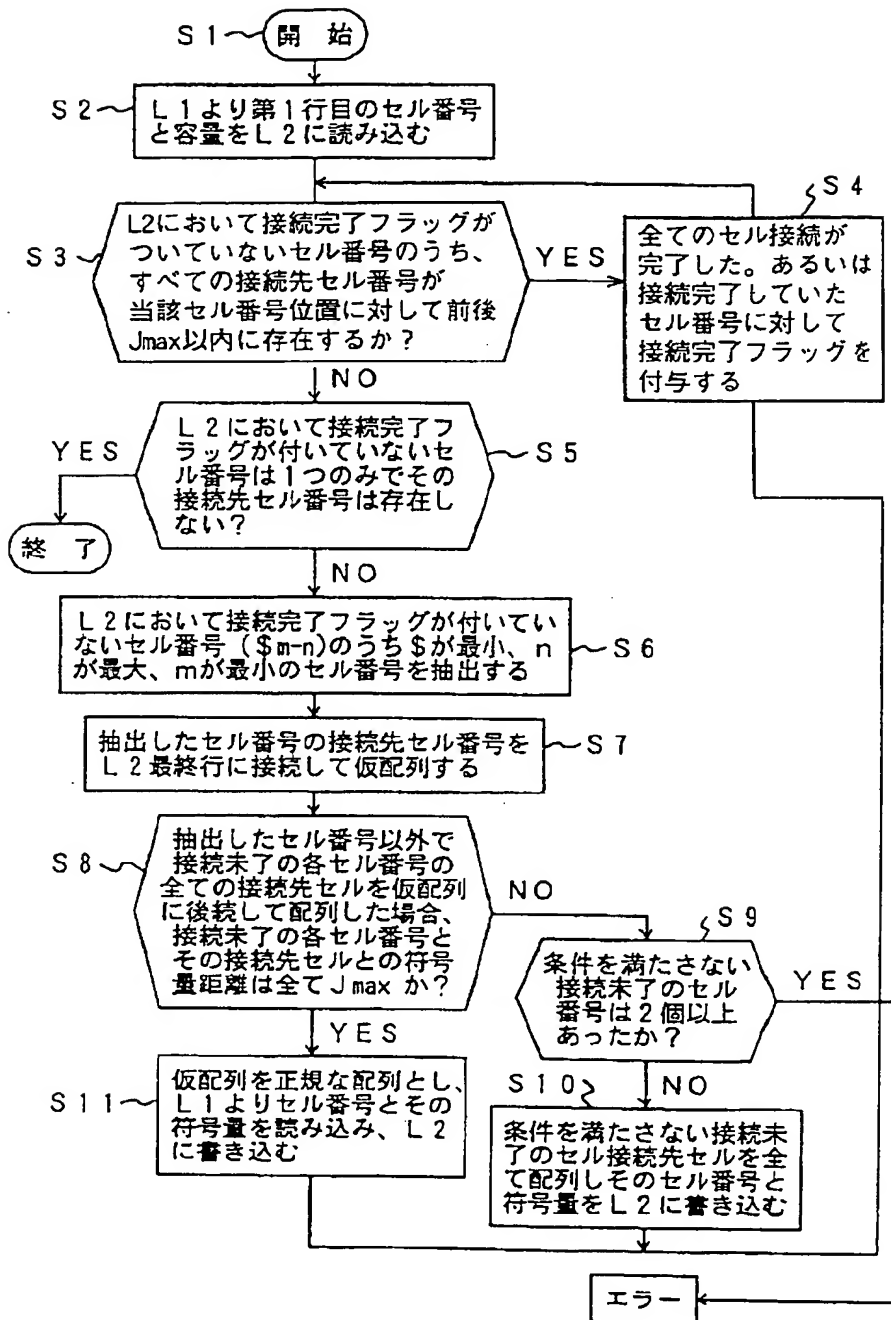 S1
開 始
S2
L1より第1行目のセル番号
と容量をL2に読み込む
S3
L2において接続完了フラッグが
ついていないセル番号のうち、
すべての接続先セル番号が
当該セル番号位置に対して前後
Jmax以内に存在するか？
YES
S4
全てのセル接続が
完了した。あるいは
接続完了していた
セル番号に対して
接続完了フラッグを
付与する
NO
L2において接続完了フ
ラッグが付いていないセ
ル番号は1つのみでその
接続先セル番号は存在し
ない？
S5
YES
終 了
NO
L2において接続完了フラッグが付いてい
ないセル番号($m-n)のうち$が最小、n
が最大、mが最小のセル番号を抽出する
S6
抽出したセル番号の接続先セル番号を
L2最終行に接続して仮配列する
S7
S8
抽出したセル番号以外で
接続未了の各セル番号の
全ての接続先セルを仮配列
に後続して配列した場合、
接続未了の各セル番号と
その接続先セルとの符号
量距離は全てJmaxか？
NO
S9
条件を満たさない
接続未了のセル
番号は2個以上
あったか？
YES
YES
S11
仮配列を正規な配列とし、
L1よりセル番号とその
符号量を読み込み、L2
に書き込む
S10
NO
条件を満たさない接続未
了のセル接続先セルを全
て配列しそのセル番号と
符号量をL2に書き込む
エラー